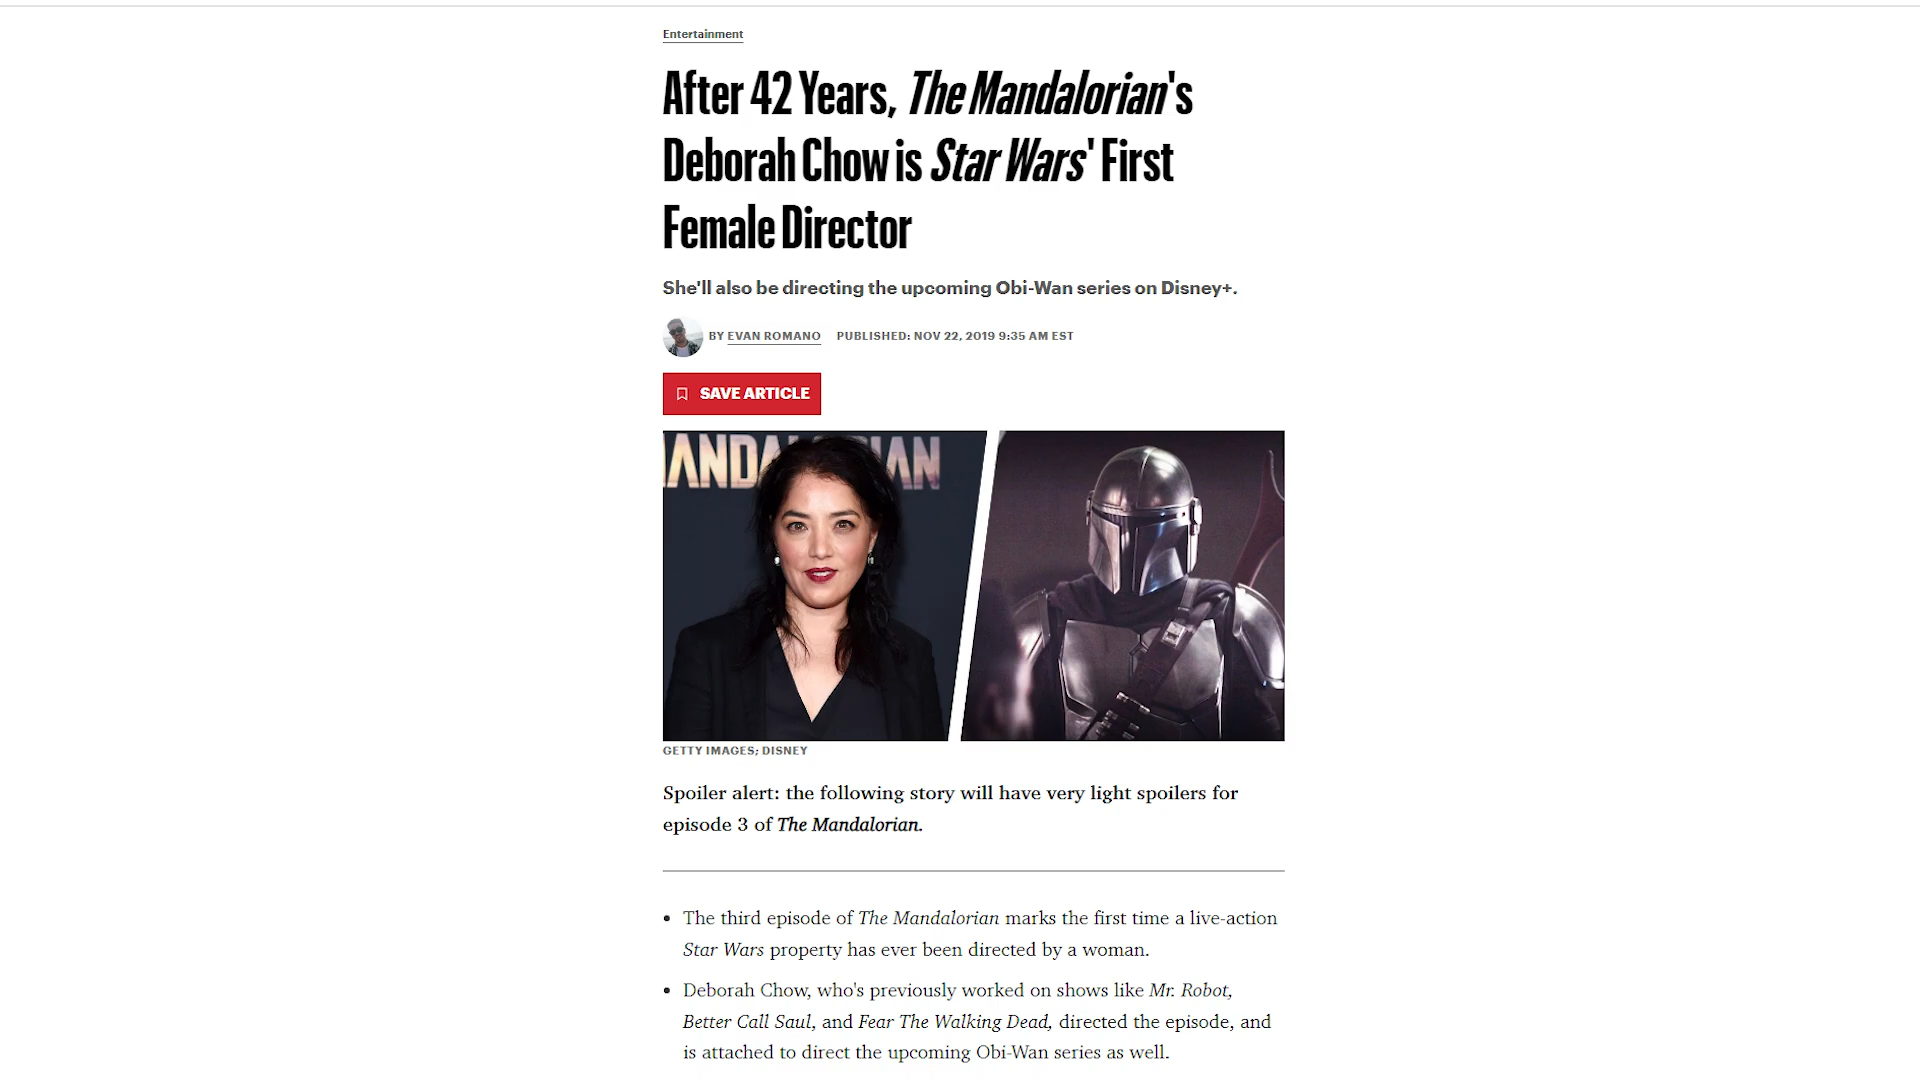 Entertainment
After 42 Years, The Mandalorian's
Deborah Chow is Star Wars' First
Female Director
She'll also be directing the upcoming Obi-Wan series on Disney+.
BY EVAN ROMANO PUBLISHED: NOV 22, 2019 9:35 AM EST
SAVE ARTICLE
GETTY IMAGES; DISNEY
Spoiler alert: the following story will have very light spoilers for
episode 3 of The Mandalorian.
• The third episode of The Mandalorian marks the first time a live-action
Star Wars property has ever been directed by a woman.
• Deborah Chow, who's previously worked on shows like Mr. Robot,
Better Call Saul, and Fear The Walking Dead, directed the episode, and
is attached to direct the upcoming Obi-Wan series as well.